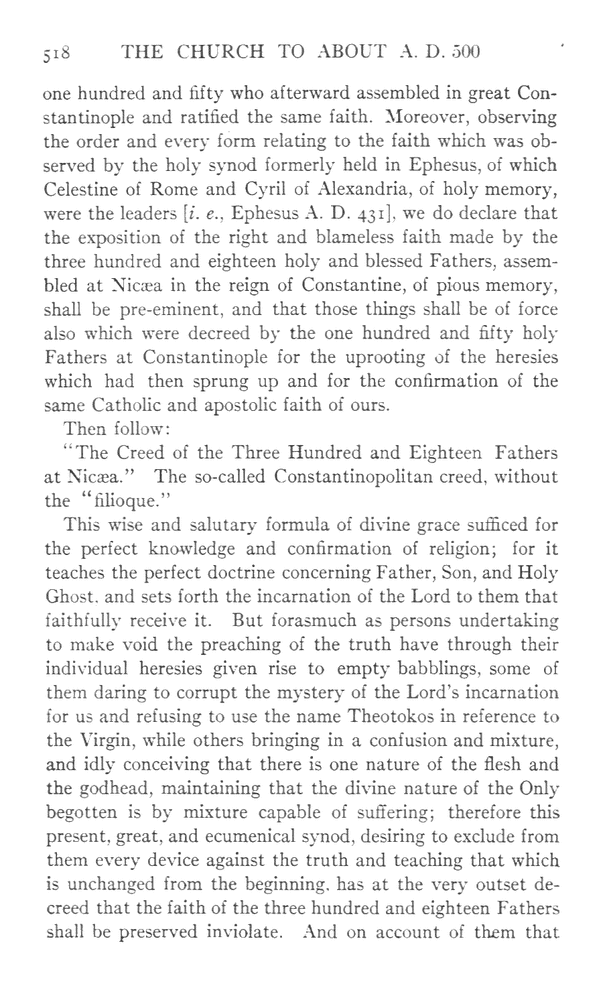 518 THE CHURCH TO ABOUT A. D. 500
one hundred and fifty who afterward assembled in great Con-
stantinople and ratified the same faith. Moreover, observing
the order and every form relating to the faith which was ob-
served by the holy synod formerly held in Ephesus, of which
Celestine of Rome and Cyril of Alexandria, of holy memory,
were the leaders [i. e., Ephesus A. D. 431], we do declare that
the exposition of the right and blameless faith made by the
three hundred and eighteen holy and blessed Fathers, assem-
bled at Nicæa in the reign of Constantine, of pious memory,
shall be pre-eminent, and that those things shall be of force
also which were decreed by the one hundred and fifty holy
Fathers at Constantinople for the uprooting of the heresies
which had then sprung up and for the confirmation of the
same Catholic and apostolic faith of ours.
Then follow:
“The Creed of the Three Hundred and Eighteen Fathers
at Nicæa.” The so-called Constantinopolitan creed, without
the “filioque.”
This wise and salutary formula of divine grace sufficed for
the perfect knowledge and confirmation of religion; for it
teaches the perfect doctrine concerning Father, Son, and Holy
Ghost. and sets forth the incarnation of the Lord to them that
faithfully receive it. But forasmuch as persons undertaking
to make void the preaching of the truth have through their
individual heresies given rise to empty babblings, some of
them daring to corrupt the mystery of the Lord’s incarnation
for us and refusing to use the name Theotokos in reference to
the Virgin, while others bringing in a confusion and mixture,
and idly conceiving that there is one nature of the flesh and
the godhead, maintaining that the divine nature of the Only
begotten is by mixture capable of suffering; therefore this
present, great, and ecumenical synod, desiring to exclude from
them every device against the truth and teaching that which
is unchanged from the beginning. has at the very outset de-
creed that the faith of the three hundred and eighteen Fathers
shall be preserved inviolate. And on account of them that